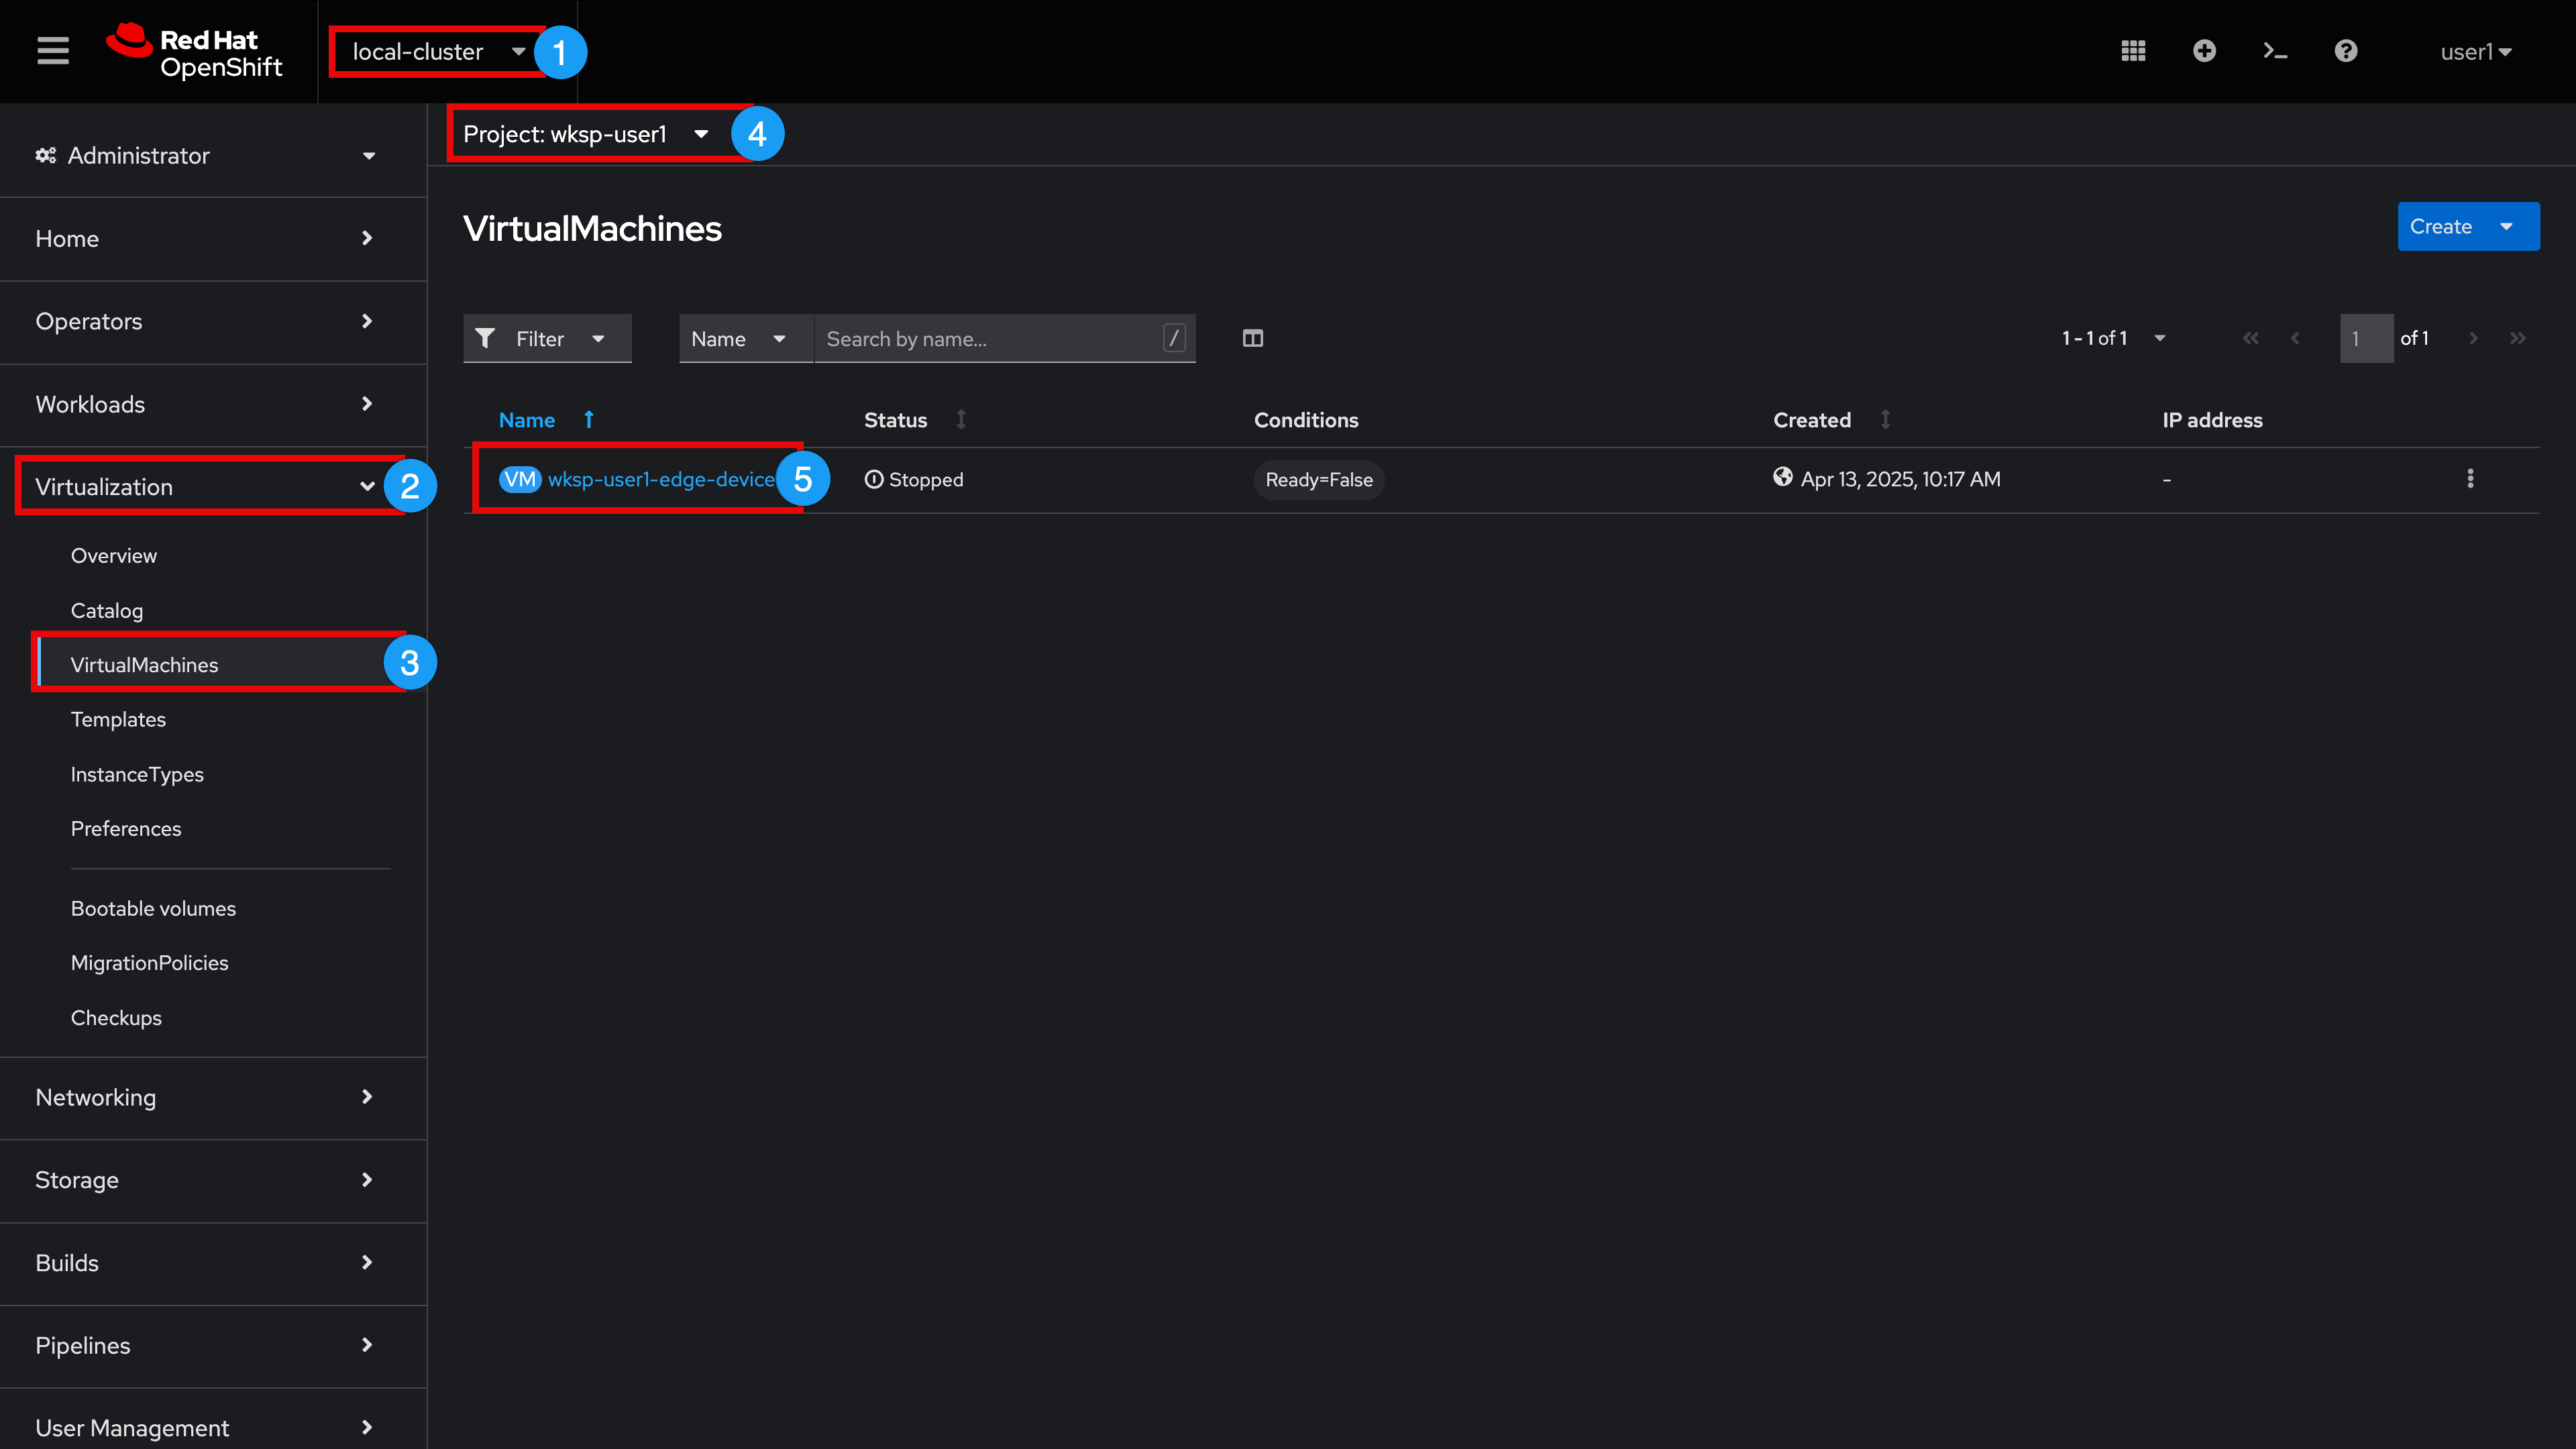 Red Hat
OpenShift
local-cluster
1
user1
Administrator
Project: wksp-user1
4
Home
Operators
Workloads
Virtualization
2
Overview
Catalog
VirtualMachines
3
Templates
InstanceTypes
Preferences
Bootable volumes
MigrationPolicies
Checkups
Networking
Storage
Builds
Pipelines
User Management
VirtualMachines
Create
Filter
Name
Search by name...
/
1 - 1 of 1
1
of 1
Name Status Conditions Created IP address
VM wksp-user1-edge-device 5 Stopped Ready=False Apr 13, 2025, 10:17 AM -